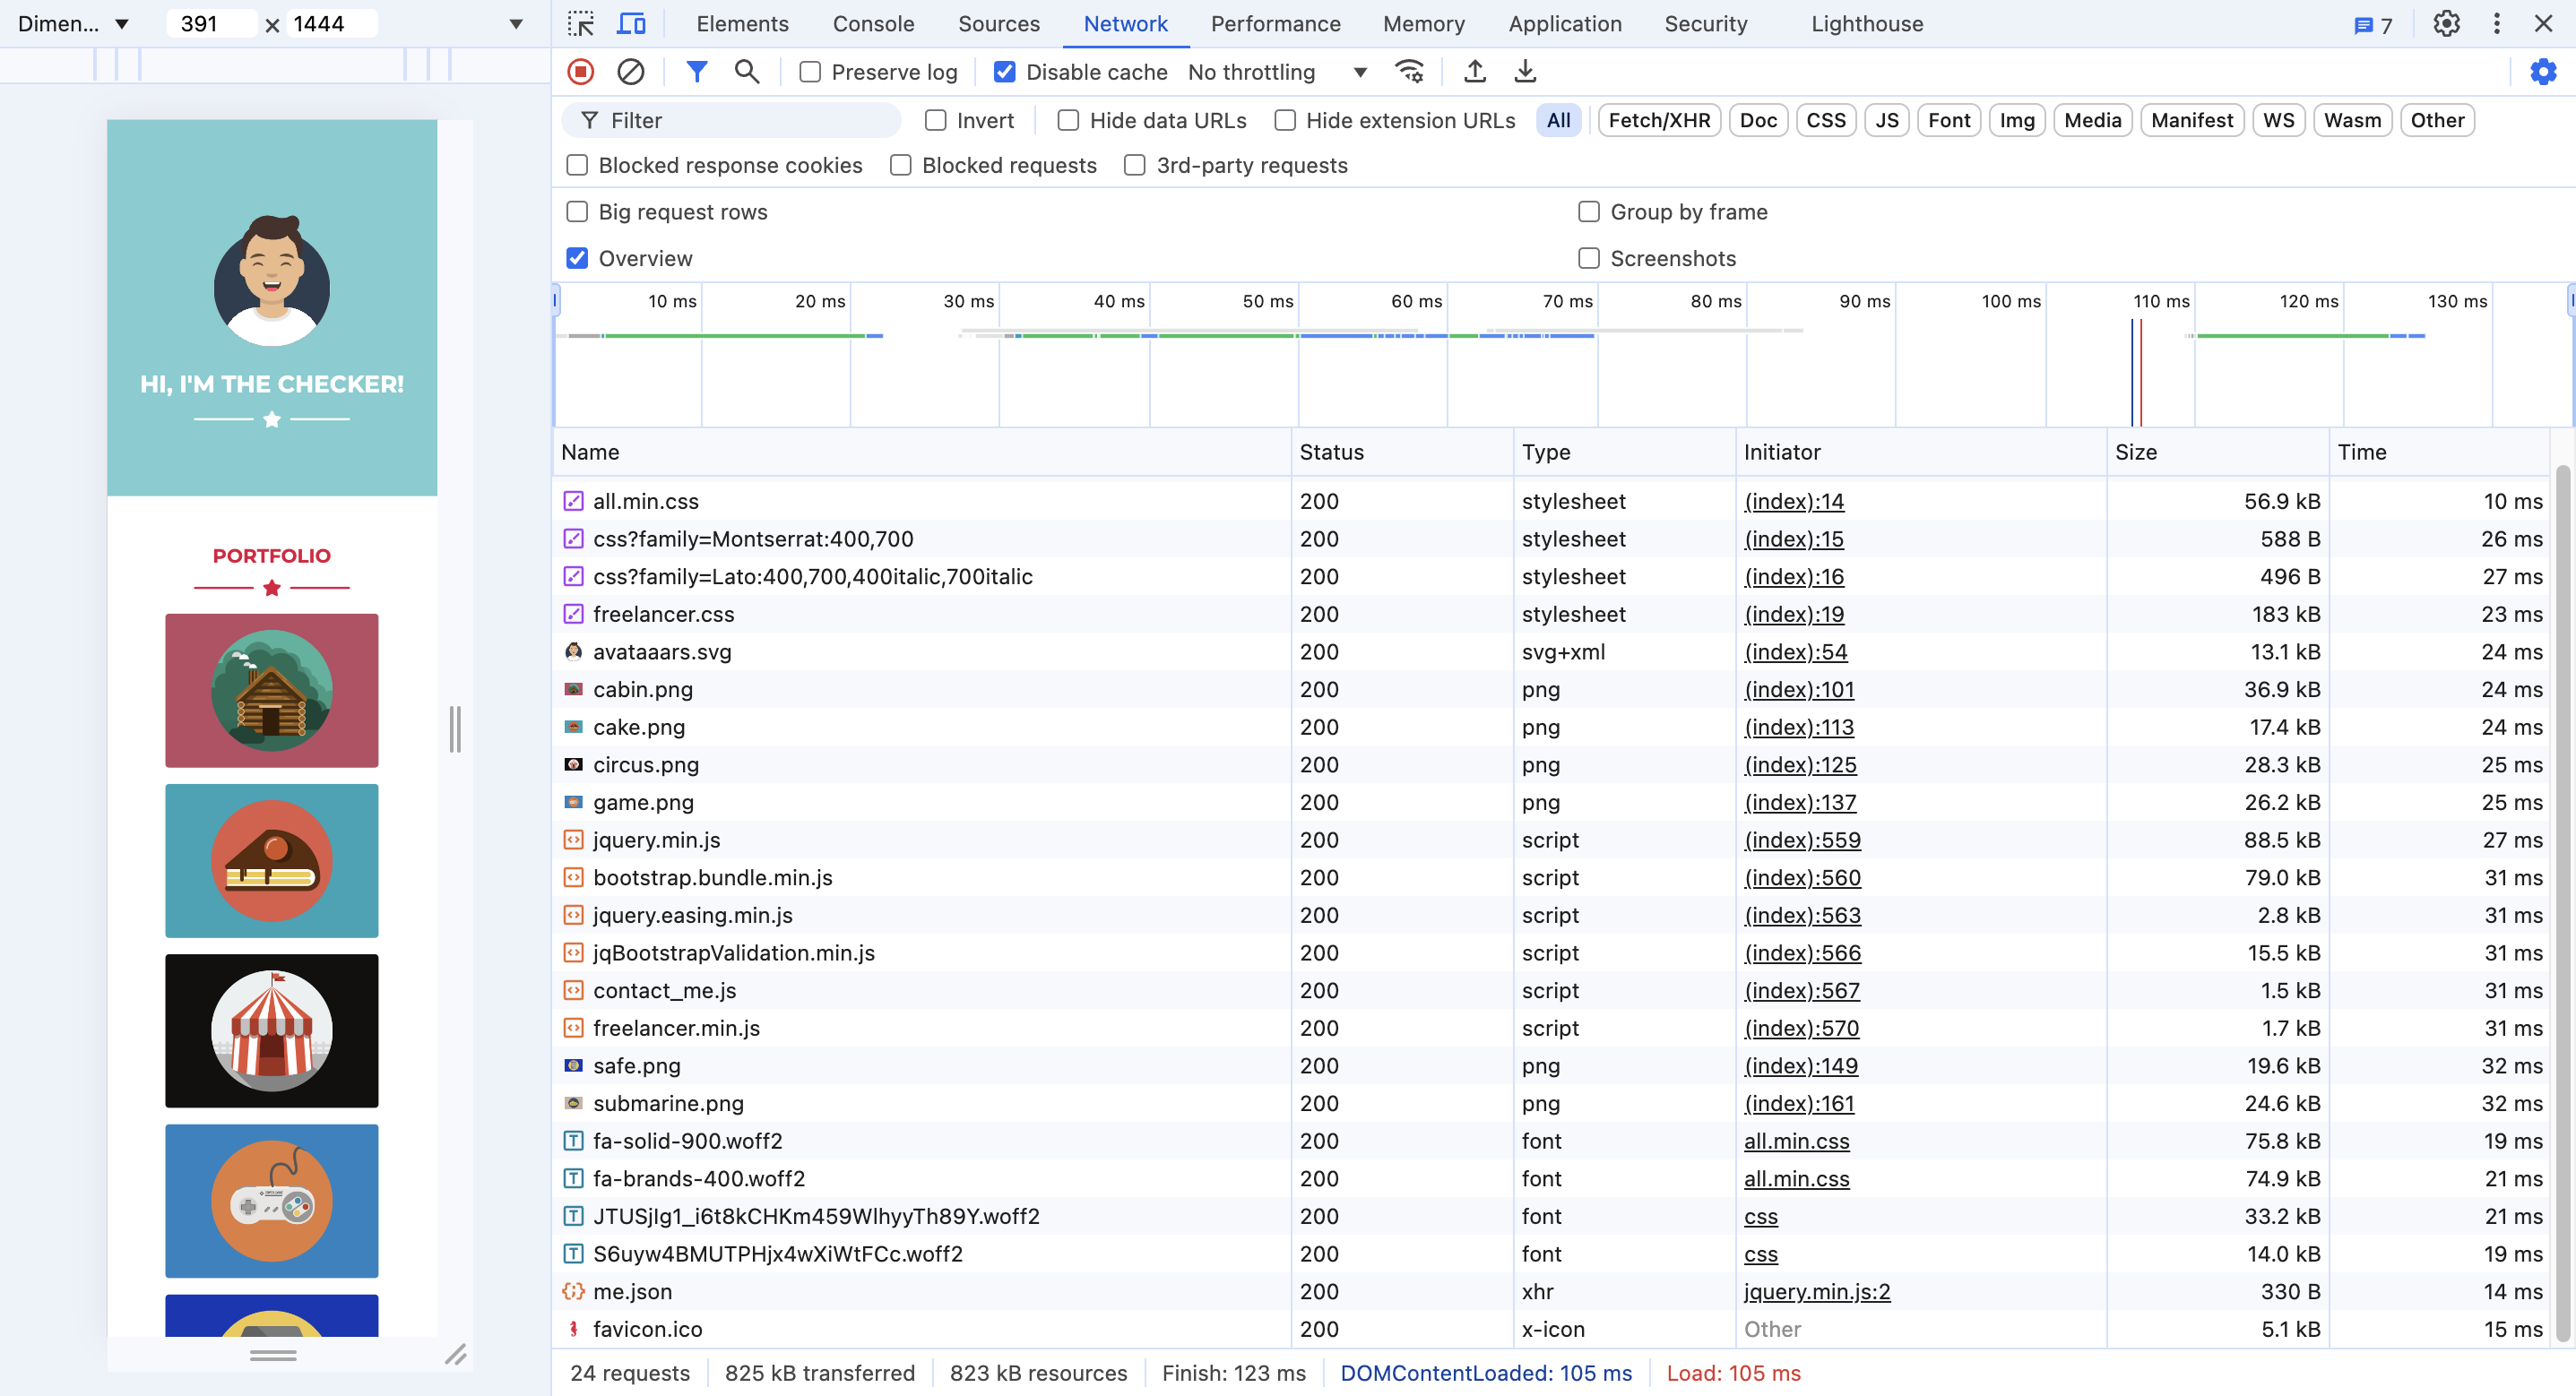 Dimen... 391 × 1444
Elements Console Sources Network Performance Memory Application Security Lighthouse 7
Preserve log Disable cache No throttling
Filter Invert Hide data URLs Hide extension URLs All Fetch/XHR Doc CSS JS Font Img Media Manifest WS Wasm Other
Blocked response cookies Blocked requests 3rd-party requests
Big request rows Group by frame
Overview Screenshots
10 ms 20 ms 30 ms 40 ms 50 ms 60 ms 70 ms 80 ms 90 ms 100 ms 110 ms 120 ms 130 ms
HI, I'M THE CHECKER!
PORTFOLIO
Name Status Type Initiator Size Time
all.min.css 200 stylesheet (index):14 56.9 kB 10 ms
css?family=Montserrat:400,700 200 stylesheet (index):15 588 B 26 ms
css?family=Lato:400,700,400italic,700italic 200 stylesheet (index):16 496 B 27 ms
freelancer.css 200 stylesheet (index):19 183 kB 23 ms
avataaars.svg 200 svg+xml (index):54 13.1 kB 24 ms
cabin.png 200 png (index):101 36.9 kB 24 ms
cake.png 200 png (index):113 17.4 kB 24 ms
circus.png 200 png (index):125 28.3 kB 25 ms
game.png 200 png (index):137 26.2 kB 25 ms
jquery.min.js 200 script (index):559 88.5 kB 27 ms
bootstrap.bundle.min.js 200 script (index):560 79.0 kB 31 ms
jquery.easing.min.js 200 script (index):563 2.8 kB 31 ms
jqBootstrapValidation.min.js 200 script (index):566 15.5 kB 31 ms
contact_me.js 200 script (index):567 1.5 kB 31 ms
freelancer.min.js 200 script (index):570 1.7 kB 31 ms
safe.png 200 png (index):149 19.6 kB 32 ms
submarine.png 200 png (index):161 24.6 kB 32 ms
fa-solid-900.woff2 200 font all.min.css 75.8 kB 19 ms
fa-brands-400.woff2 200 font all.min.css 74.9 kB 21 ms
JTUSjIg1_i6t8kCHKm459WlhyyTh89Y.woff2 200 font css 33.2 kB 21 ms
S6uyw4BMUTPHjx4wXiWtFCc.woff2 200 font css 14.0 kB 19 ms
me.json 200 xhr jquery.min.js:2 330 B 14 ms
favicon.ico 200 x-icon Other 5.1 kB 15 ms
24 requests 825 kB transferred 823 kB resources Finish: 123 ms DOMContentLoaded: 105 ms Load: 105 ms